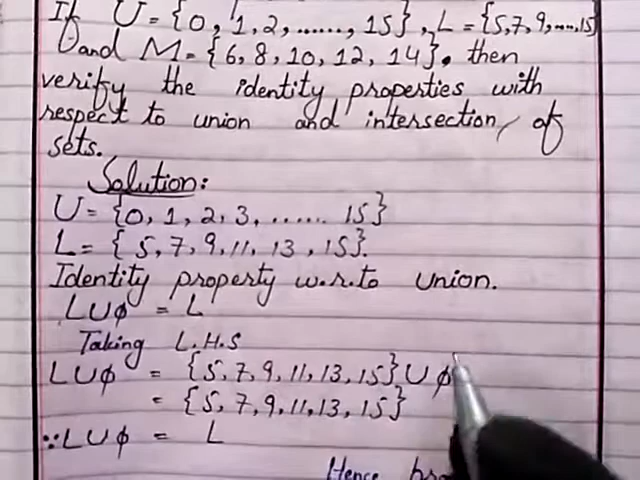 If U = {0, 1, 2, ......, 15}, L = {5,7,9,....15}
and M = {6, 8, 10, 12, 14}, then
verify the identity properties with
respect to union and intersection, of
sets.
Solution:
U = {0, 1, 2, 3, ...... 15}
L = { 5, 7, 9, 11, 13, 15}.
Identity property w.r.to union.
L∪φ = L
Taking L.H.S
L∪φ = {5, 7, 9, 11, 13, 15} ∪ φ
= {5, 7, 9, 11, 13, 15}
∵ L∪φ = L
Hence